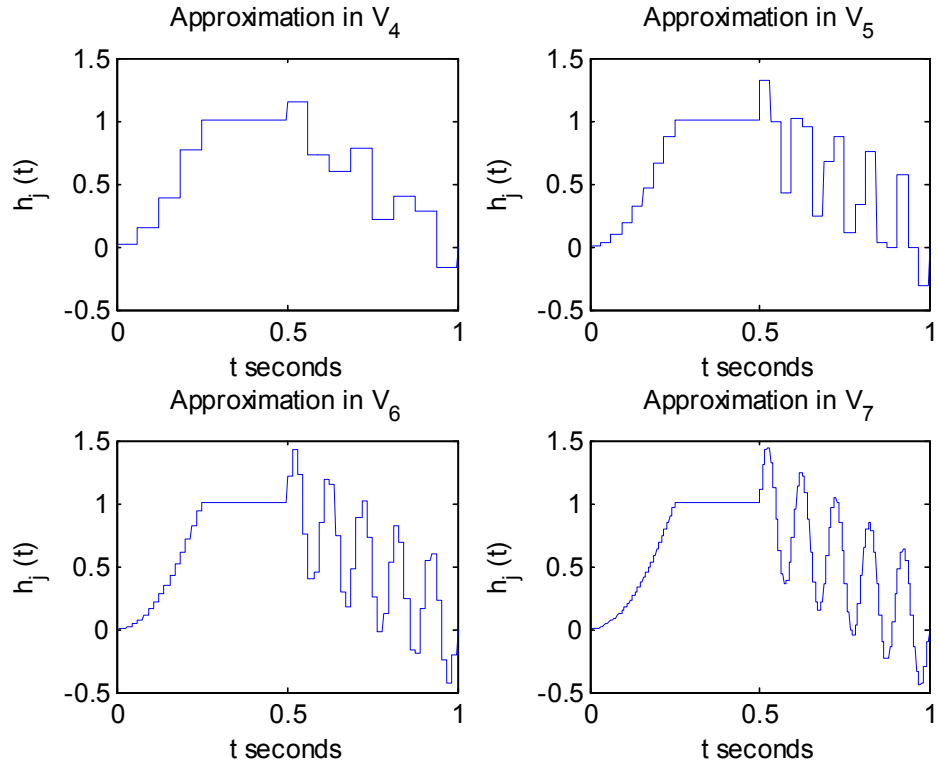 Approximation in V4
1.5
1
0.5
0
-0.5
hj (t)
0
0.5
1
t seconds
Approximation in V5
1.5
1
0.5
0
-0.5
hj (t)
0
0.5
1
t seconds
Approximation in V6
1.5
1
0.5
0
-0.5
hj (t)
0
0.5
1
t seconds
Approximation in V7
1.5
1
0.5
0
-0.5
hj (t)
0
0.5
1
t seconds